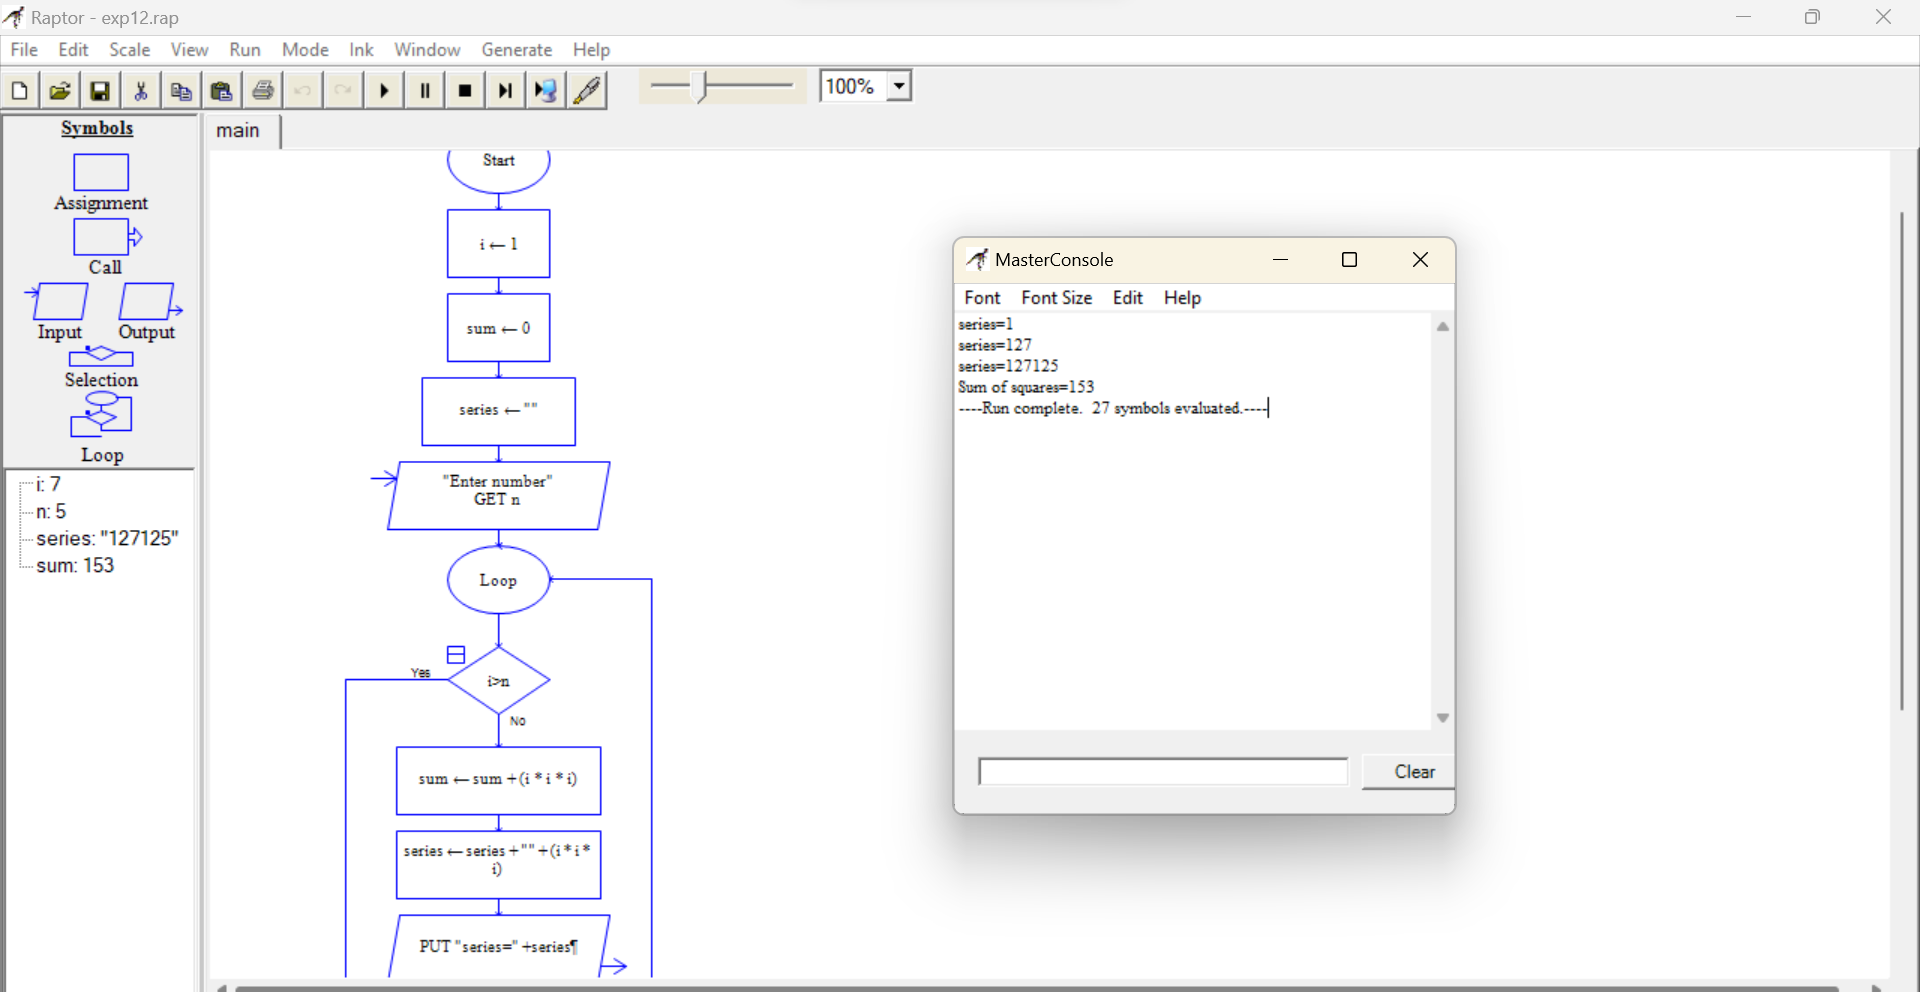 Raptor - exp12.rap
File Edit Scale View Run Mode Ink Window Generate Help
100%
Symbols
Assignment
Call
Input Output
Selection
Loop
i: 7
n: 5
series: "127125"
sum: 153
main
Start
i ← 1
sum ← 0
series ← ""
"Enter number"
GET n
Loop
i>n
Yes
No
sum ← sum + (i * i * i)
series ← series + "" + (i * i *
i)
PUT "series=" +series¶
MasterConsole
Font Font Size Edit Help
series=1
series=127
series=127125
Sum of squares=153
----Run complete.  27 symbols evaluated.----
Clear